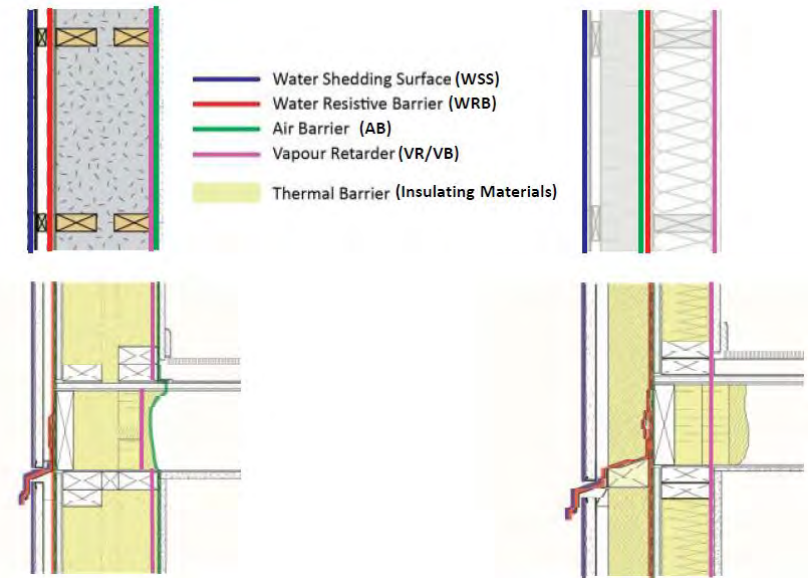 Water Shedding Surface (WSS)
Water Resistive Barrier (WRB)
Air Barrier (AB)
Vapour Retarder (VR/VB)
Thermal Barrier (Insulating Materials)